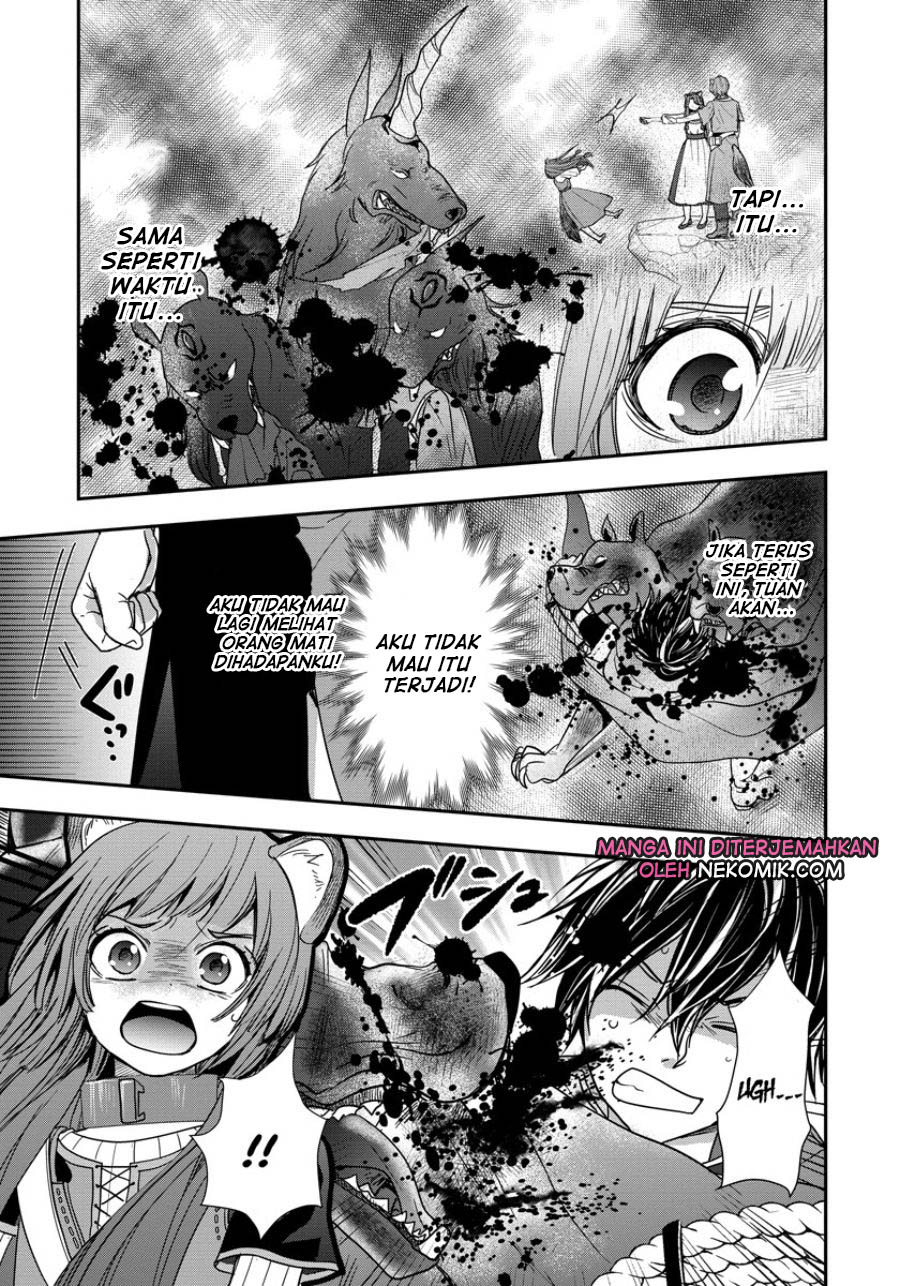 TAPI...
ITU...
SAMA
SEPERTI
WAKTU
ITU...
JIKA TERUS
SEPERTI
INI, TUAN
AKAN...
AKU TIDAK
MAU ITU
TERJADI!
AKU TIDAK MAU
LAGI MELIHAT
ORANG MATI
DIHADAPANKU!
ぐ"
MANGA INI DITERJEMAHKAN
OLEH NEKOMIK.COM
ブシュ
UGH...
!!